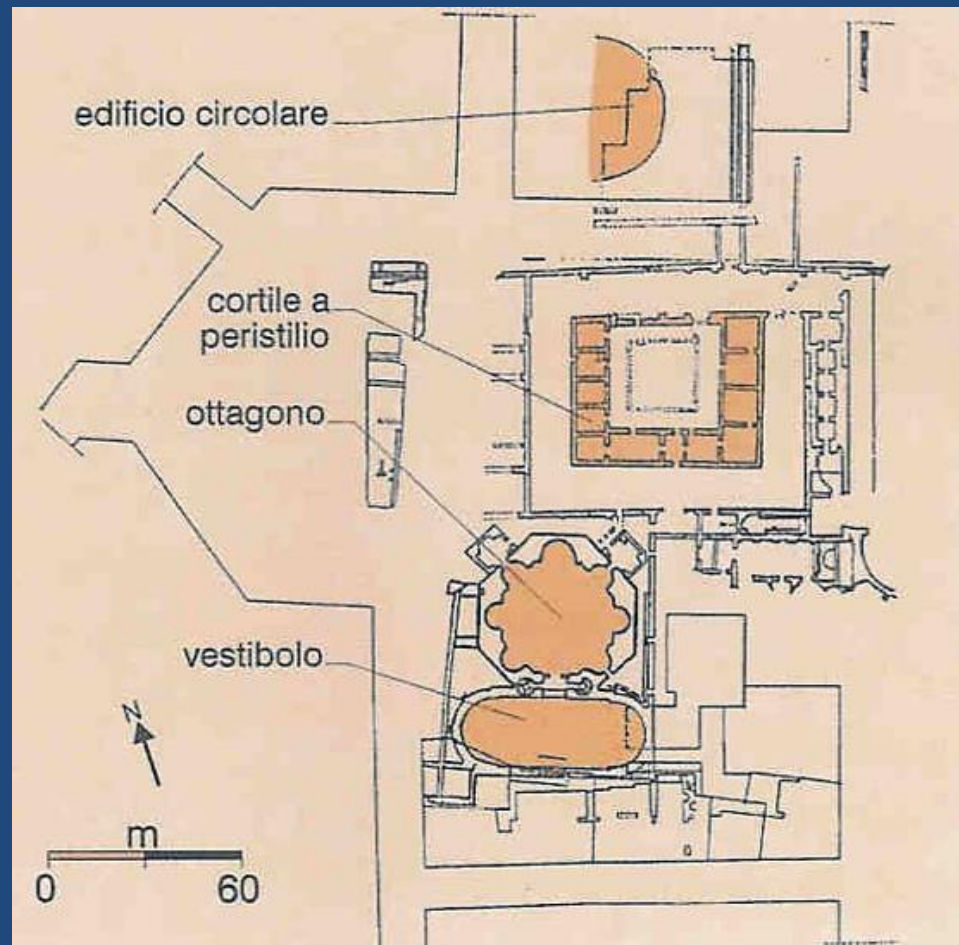 edificio circolare
cortile a
peristilio
ottagono
vestibolo
N
m
0 60